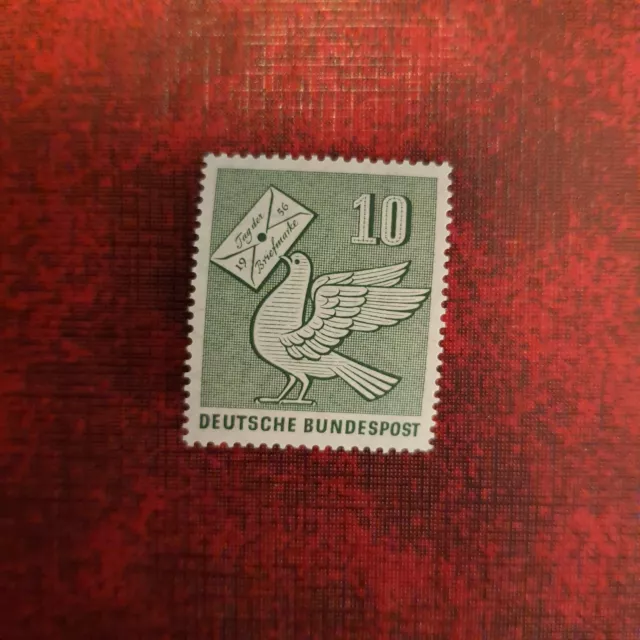 10
19 Tag der 56
Briefmarke
DEUTSCHE BUNDESPOST